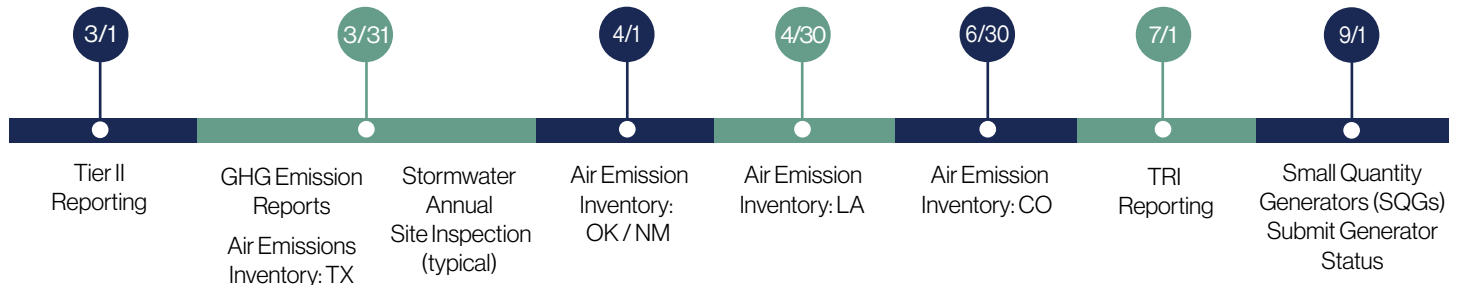 3/1
3/31
4/1
4/30
6/30
7/1
9/1
Tier II
Reporting
GHG Emission
Reports
Air Emissions
Inventory: TX
Stormwater
Annual
Site Inspection
(typical)
Air Emission
Inventory:
OK / NM
Air Emission
Inventory: LA
Air Emission
Inventory: CO
TRI
Reporting
Small Quantity
Generators (SQGs)
Submit Generator
Status